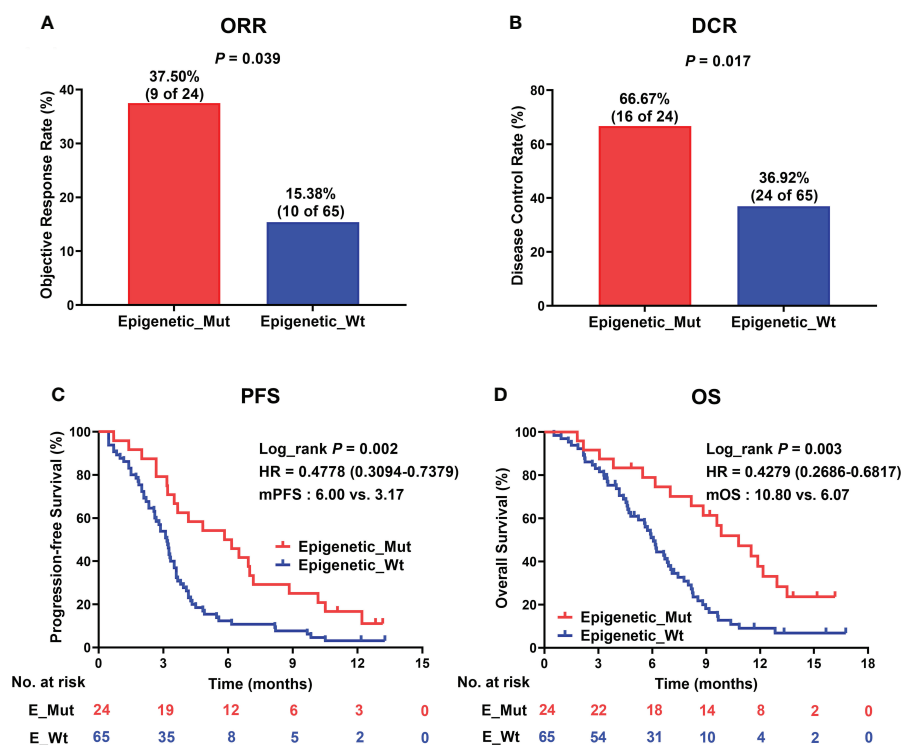 A
ORR
P = 0.039
Objective Response Rate (%)
40
30
20
10
0
37.50%
(9 of 24)
15.38%
(10 of 65)
Epigenetic_Mut
Epigenetic_Wt
B
DCR
P = 0.017
Disease Control Rate (%)
80
60
40
20
0
66.67%
(16 of 24)
36.92%
(24 of 65)
Epigenetic_Mut
Epigenetic_Wt
C
PFS
Progression-free Survival (%)
100
80
60
40
20
0
Log_rank P = 0.002
HR = 0.4778 (0.3094-0.7379)
mPFS : 6.00 vs. 3.17
Epigenetic_Mut
Epigenetic_Wt
0 3 6 9 12 15
No. at risk
Time (months)
E_Mut 24 19 12 6 3 0
E_Wt 65 35 8 5 2 0
D
OS
Overall Survival (%)
100
80
60
40
20
0
Log_rank P = 0.003
HR = 0.4279 (0.2686-0.6817)
mOS : 10.80 vs. 6.07
Epigenetic_Mut
Epigenetic_Wt
0 3 6 9 12 15 18
No. at risk
Time (months)
E_Mut 24 22 18 14 8 2 0
E_Wt 65 54 31 10 4 2 0